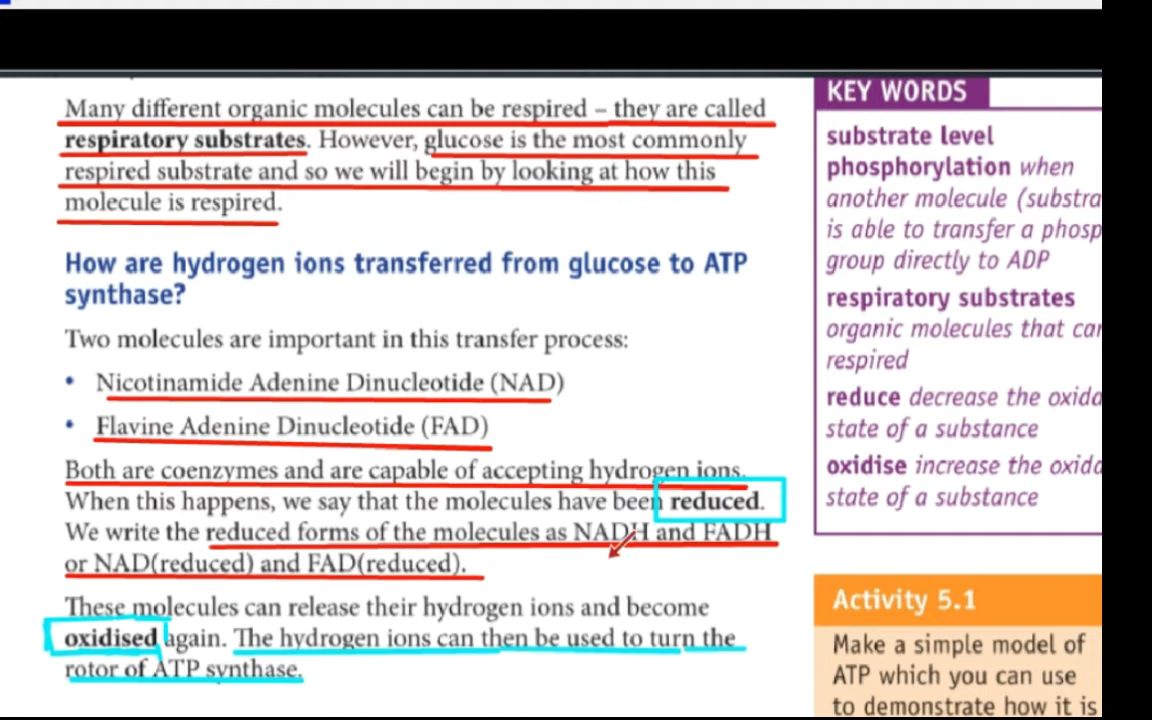 Many different organic molecules can be respired – they are called
respiratory substrates. However, glucose is the most commonly
respired substrate and so we will begin by looking at how this
molecule is respired.
How are hydrogen ions transferred from glucose to ATP
synthase?
Two molecules are important in this transfer process:
• Nicotinamide Adenine Dinucleotide (NAD)
• Flavine Adenine Dinucleotide (FAD)
Both are coenzymes and are capable of accepting hydrogen ions.
When this happens, we say that the molecules have been reduced.
We write the reduced forms of the molecules as NADH and FADH
or NAD(reduced) and FAD(reduced).
These molecules can release their hydrogen ions and become
oxidised again. The hydrogen ions can then be used to turn the
rotor of ATP synthase.
KEY WORDS
substrate level
phosphorylation when
another molecule (substra
is able to transfer a phosp
group directly to ADP
respiratory substrates
organic molecules that can
respired
reduce decrease the oxida
state of a substance
oxidise increase the oxida
state of a substance
Activity 5.1
Make a simple model of
ATP which you can use
to demonstrate how it is